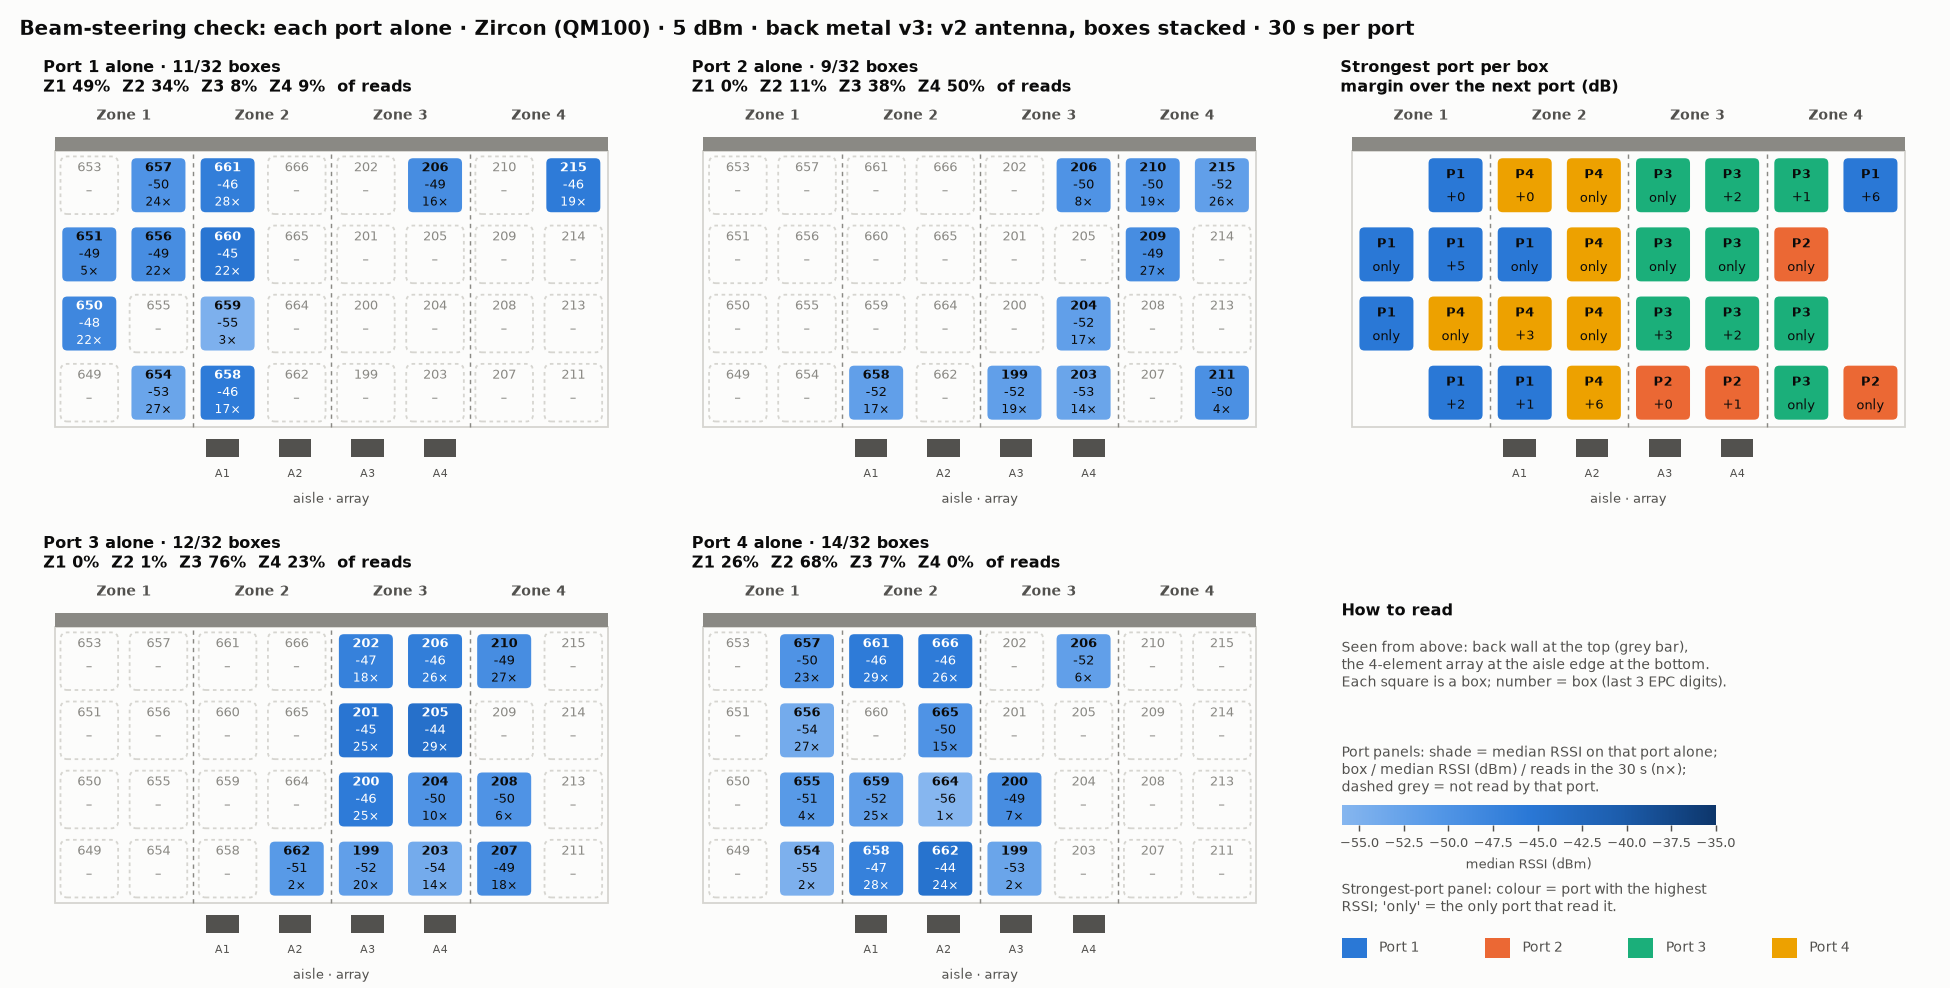 Beam-steering check: each port alone · Zircon (QM100) · 5 dBm · back metal v3: v2 antenna, boxes stacked · 30 s per port
Port 1 alone · 11/32 boxes
Z1 49% Z2 34% Z3 8% Z4 9% of reads
Zone 1 Zone 2 Zone 3 Zone 4
653 657 661 666 202 206 210 215
– -50 -46 – – -49 – -46
24× 28× 16× 19×
651 656 660 665 201 205 209 214
-49 -49 -45 – – – – –
5× 22× 22×
650 655 659 664 200 204 208 213
-48 – -55 – – – – –
22× 3×
649 654 658 662 199 203 207 211
– -53 -46 – – – – –
27× 17×
A1 A2 A3 A4
aisle · array
Port 2 alone · 9/32 boxes
Z1 0% Z2 11% Z3 38% Z4 50% of reads
Zone 1 Zone 2 Zone 3 Zone 4
653 657 661 666 202 206 210 215
– – – – – -50 -50 -52
8× 19× 26×
651 656 660 665 201 205 209 214
– – – – – – -49 –
27×
650 655 659 664 200 204 208 213
– – – – – -52 – –
17×
649 654 658 662 199 203 207 211
– – -52 – -52 -53 – -50
17× 19× 14× 4×
A1 A2 A3 A4
aisle · array
Strongest port per box
margin over the next port (dB)
Zone 1 Zone 2 Zone 3 Zone 4
P1 P4 P4 P3 P3 P3 P1
+0 +0 only only +2 +1 +6
P1 P1 P1 P4 P3 P3 P2
only +5 only only only only only
P1 P4 P4 P4 P3 P3 P3
only only +3 only +3 +2 only
P1 P1 P4 P2 P2 P3 P2
+2 +1 +6 +0 +1 only only
A1 A2 A3 A4
aisle · array
Port 3 alone · 12/32 boxes
Z1 0% Z2 1% Z3 76% Z4 23% of reads
Zone 1 Zone 2 Zone 3 Zone 4
653 657 661 666 202 206 210 215
– – – – -47 -46 -49 –
18× 26× 27×
651 656 660 665 201 205 209 214
– – – – -45 -44 – –
25× 29×
650 655 659 664 200 204 208 213
– – – – -46 -50 -50 –
25× 10× 6×
649 654 658 662 199 203 207 211
– – – -51 -52 -54 -49 –
2× 20× 14× 18×
A1 A2 A3 A4
aisle · array
Port 4 alone · 14/32 boxes
Z1 26% Z2 68% Z3 7% Z4 0% of reads
Zone 1 Zone 2 Zone 3 Zone 4
653 657 661 666 202 206 210 215
– -50 -46 -46 – -52 – –
23× 29× 26× 6×
651 656 660 665 201 205 209 214
– -54 – -50 – – – –
27× 15×
650 655 659 664 200 204 208 213
– -51 -52 -56 -49 – – –
4× 25× 1× 7×
649 654 658 662 199 203 207 211
– -55 -47 -44 -53 – – –
2× 28× 24× 2×
A1 A2 A3 A4
aisle · array
How to read
Seen from above: back wall at the top (grey bar),
the 4-element array at the aisle edge at the bottom.
Each square is a box; number = box (last 3 EPC digits).
Port panels: shade = median RSSI on that port alone;
box / median RSSI (dBm) / reads in the 30 s (n×);
dashed grey = not read by that port.
−55.0 −52.5 −50.0 −47.5 −45.0 −42.5 −40.0 −37.5 −35.0
median RSSI (dBm)
Strongest-port panel: colour = port with the highest
RSSI; 'only' = the only port that read it.
Port 1 Port 2 Port 3 Port 4